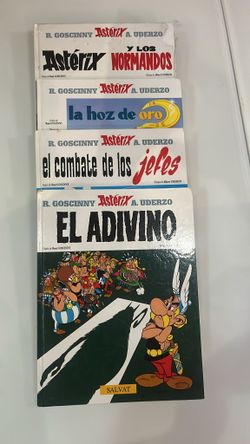 R. GOSCINNY Astérix A. UDERZO
Astérix Y LOS NORMANDOS
R. GOSCINNY Astérix A. UDERZO
la hoz de oro
R. GOSCINNY Astérix A. UDERZO
el combate de los jefes
R. GOSCINNY Astérix A. UDERZO
EL ADIVINO
SALVAT